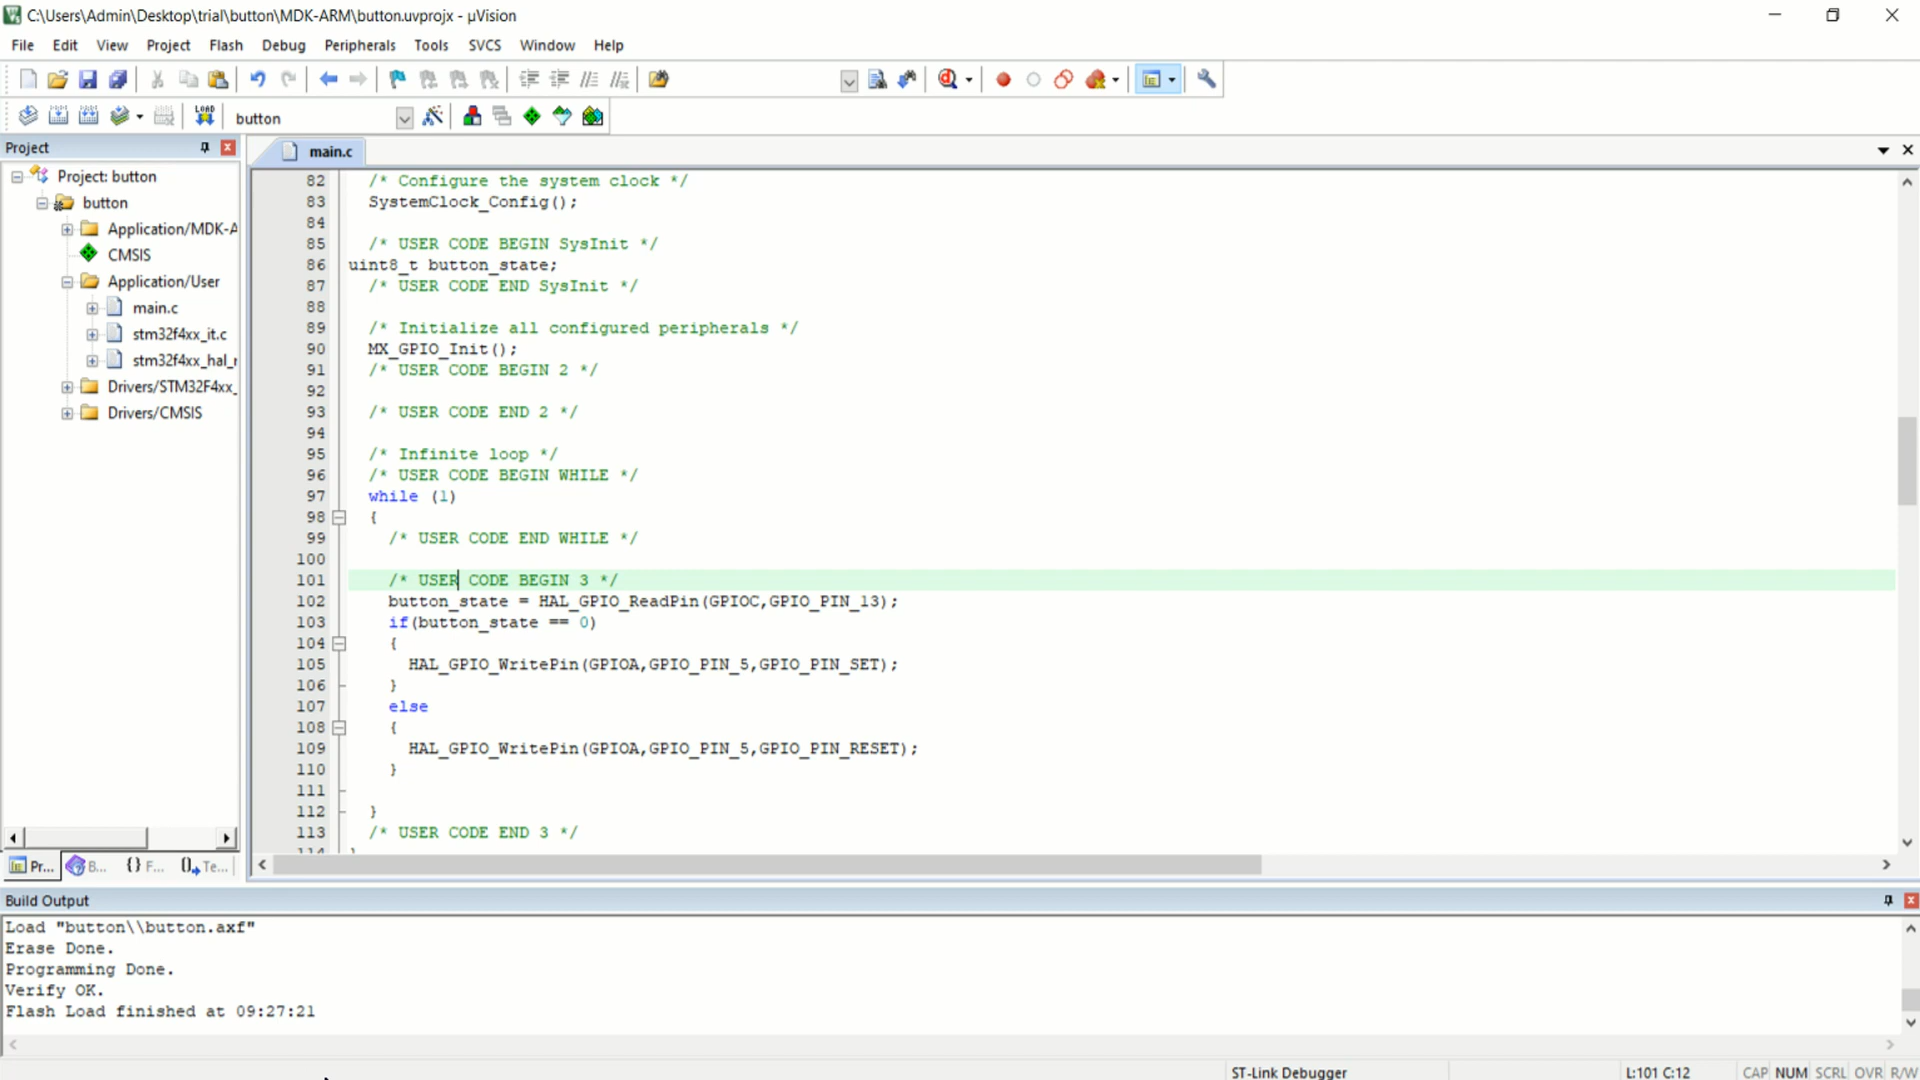 C:\Users\Admin\Desktop\trial\button\MDK-ARM\button.uvprojx - µVision
File Edit View Project Flash Debug Peripherals Tools SVCS Window Help
LOAD button
Project
main.c
Project: button
button
Application/MDK-A
CMSIS
Application/User
main.c
stm32f4xx_it.c
stm32f4xx_hal_
Drivers/STM32F4xx_
Drivers/CMSIS
82 /* Configure the system clock */
83 SystemClock_Config();
84
85 /* USER CODE BEGIN SysInit */
86 uint8_t button_state;
87 /* USER CODE END SysInit */
88
89 /* Initialize all configured peripherals */
90 MX_GPIO_Init();
91 /* USER CODE BEGIN 2 */
92
93 /* USER CODE END 2 */
94
95 /* Infinite loop */
96 /* USER CODE BEGIN WHILE */
97 while (1)
98 {
99 /* USER CODE END WHILE */
100
101 /* USER CODE BEGIN 3 */
102 button_state = HAL_GPIO_ReadPin(GPIOC,GPIO_PIN_13);
103 if(button_state == 0)
104 {
105 HAL_GPIO_WritePin(GPIOA,GPIO_PIN_5,GPIO_PIN_SET);
106 }
107 else
108 {
109 HAL_GPIO_WritePin(GPIOA,GPIO_PIN_5,GPIO_PIN_RESET);
110 }
111
112 }
113 /* USER CODE END 3 */
Pr... B... {} F... Te...
Build Output
Load "button\\button.axf"
Erase Done.
Programming Done.
Verify OK.
Flash Load finished at 09:27:21
ST-Link Debugger L:101 C:12 CAP NUM SCRL OVR R/W